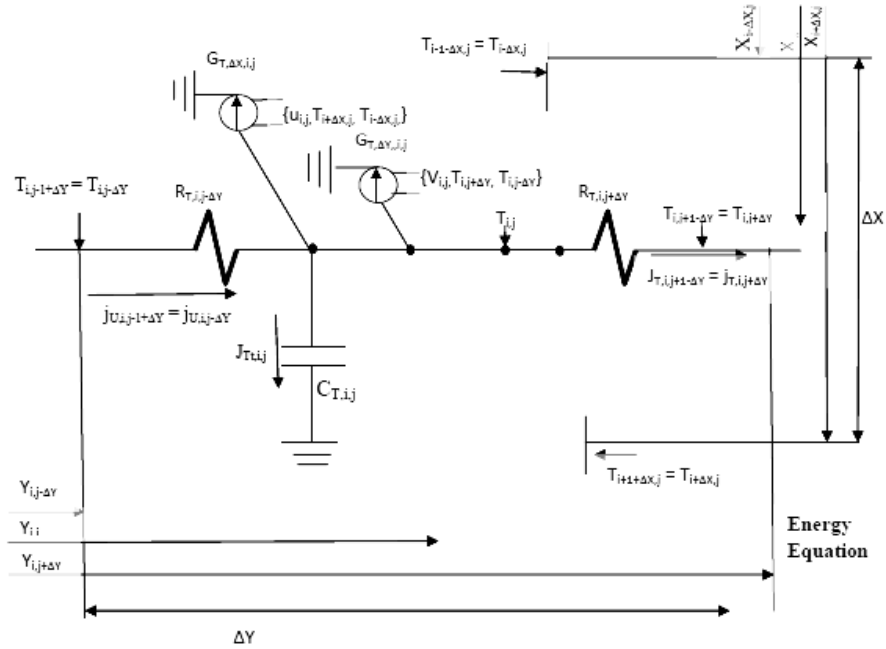 T_{i-1-ΔX,j} = T_{i-ΔX,j}
X_{i-ΔX,j}
X
X_{i+ΔX,j}
G_{T,ΔX,i,j}
{u_{i,j},T_{i+ΔX,j}, T_{i-ΔX,j,}}
G_{T,ΔY,,i,j}
{V_{i,j},T_{i,j+ΔY}, T_{i,j-ΔY}}
T_{i,j-1+ΔY} = T_{i,j-ΔY}
R_{T,i,j-ΔY}
R_{T,i,j+ΔY}
T_{i,j}
T_{i,j+1-ΔY} = T_{i,j+ΔY}
ΔX
J_{T,i,j+1-ΔY} = j_{T,i,j+ΔY}
j_{U,i,j-1+ΔY} = j_{U,i,j-ΔY}
J_{Tt,i,j}
C_{T,i,j}
T_{i+1+ΔX,j} = T_{i+ΔX,j}
Y_{i,j-ΔY}
Y_{i,j}
Y_{i,j+ΔY}
Energy
Equation
ΔY